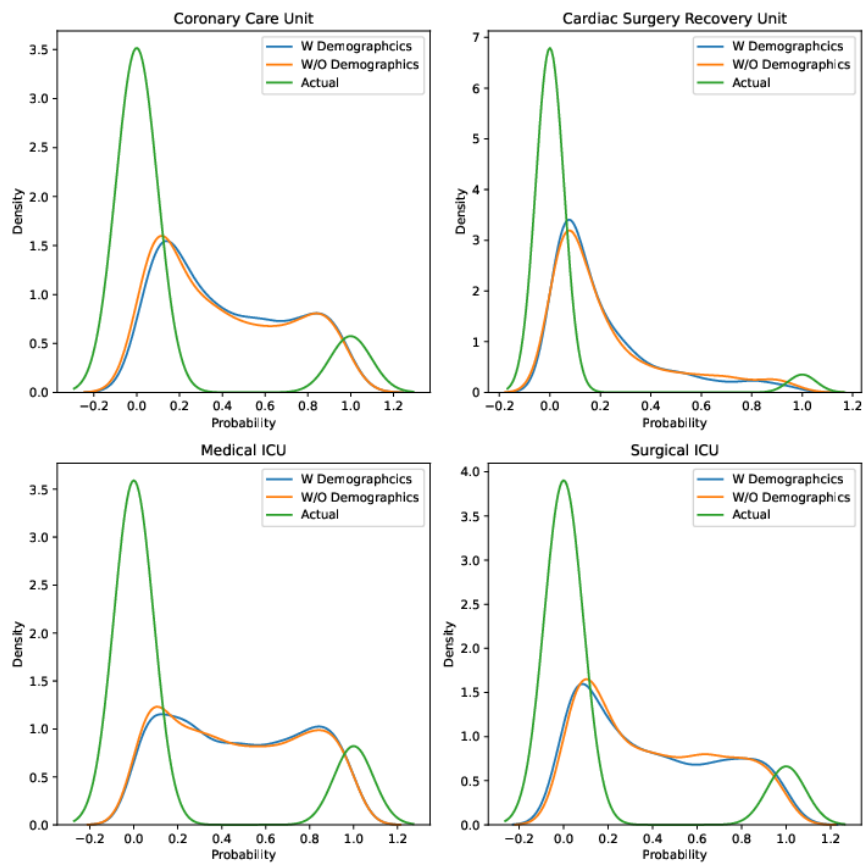 Coronary Care Unit
W Demographcics
W/O Demographics
Actual
3.5
3.0
2.5
2.0
1.5
1.0
0.5
0.0
Density
−0.2 0.0 0.2 0.4 0.6 0.8 1.0 1.2
Probability
Cardiac Surgery Recovery Unit
W Demographcics
W/O Demographics
Actual
7
6
5
4
3
2
1
0
Density
−0.2 0.0 0.2 0.4 0.6 0.8 1.0 1.2
Probability
Medical ICU
W Demographcics
W/O Demographics
Actual
3.5
3.0
2.5
2.0
1.5
1.0
0.5
0.0
Density
−0.2 0.0 0.2 0.4 0.6 0.8 1.0 1.2
Probability
Surgical ICU
W Demographcics
W/O Demographics
Actual
4.0
3.5
3.0
2.5
2.0
1.5
1.0
0.5
0.0
Density
−0.2 0.0 0.2 0.4 0.6 0.8 1.0 1.2
Probability